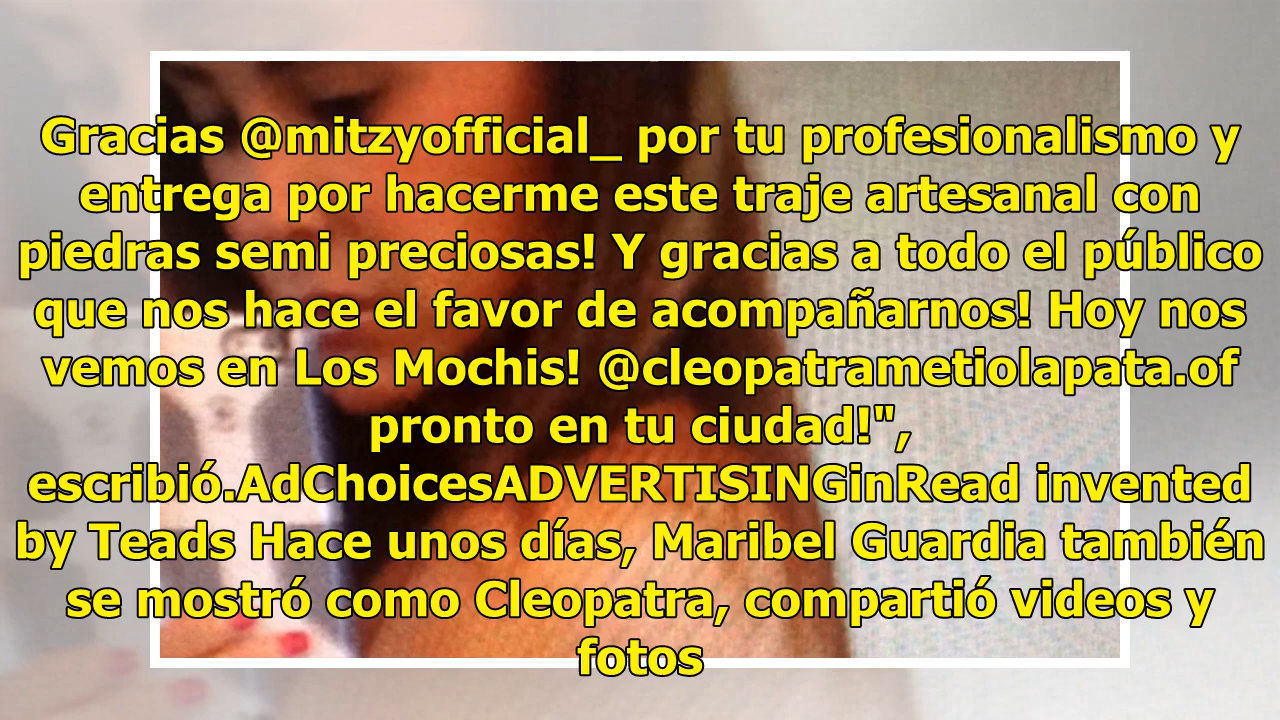 Gracias @mitzyofficial_ por tu profesionalismo y
entrega por hacerme este traje artesanal con
piedras semi preciosas! Y gracias a todo el público
que nos hace el favor de acompañarnos! Hoy nos
vemos en Los Mochis! @cleopatrametiolapata.of
pronto en tu ciudad!",
escribió.AdChoicesADVERTISINGinRead invented
by Teads Hace unos días, Maribel Guardia también
se mostró como Cleopatra, compartió videos y
fotos